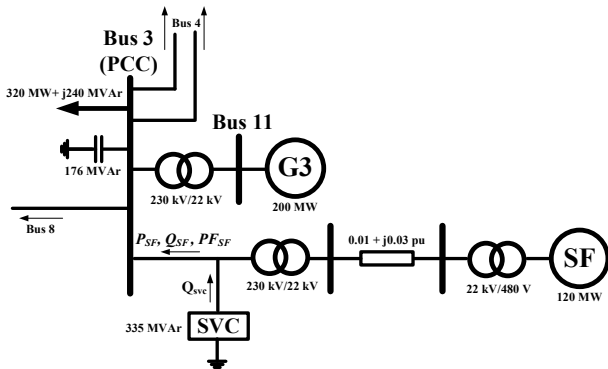 Bus 4
Bus 3
(PCC)
320 MW+ j240 MVAr
176 MVAr
Bus 11
G3
230 kV/22 kV
200 MW
Bus 8
P_SF, Q_SF, PF_SF
0.01 + j0.03 pu
SF
230 kV/22 kV
22 kV/480 V
120 MW
Q_svc
335 MVAr
SVC